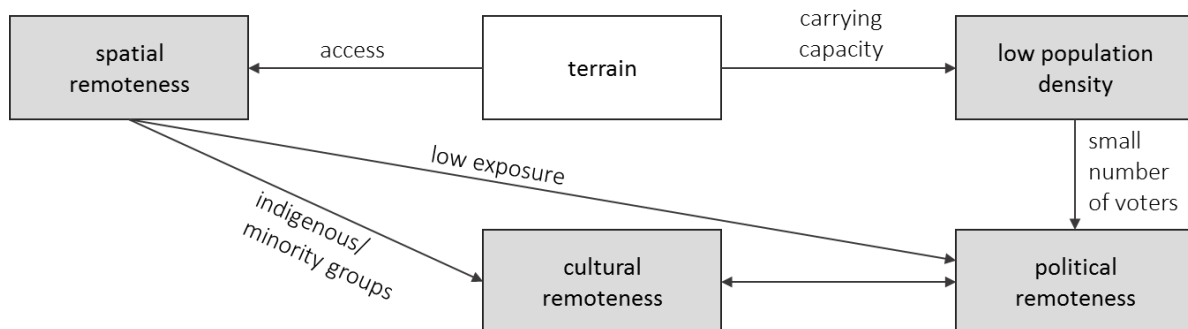 spatial
remoteness
access
terrain
carrying
capacity
low population
density
low exposure
indigenous/
minority groups
small
number
of voters
cultural
remoteness
political
remoteness